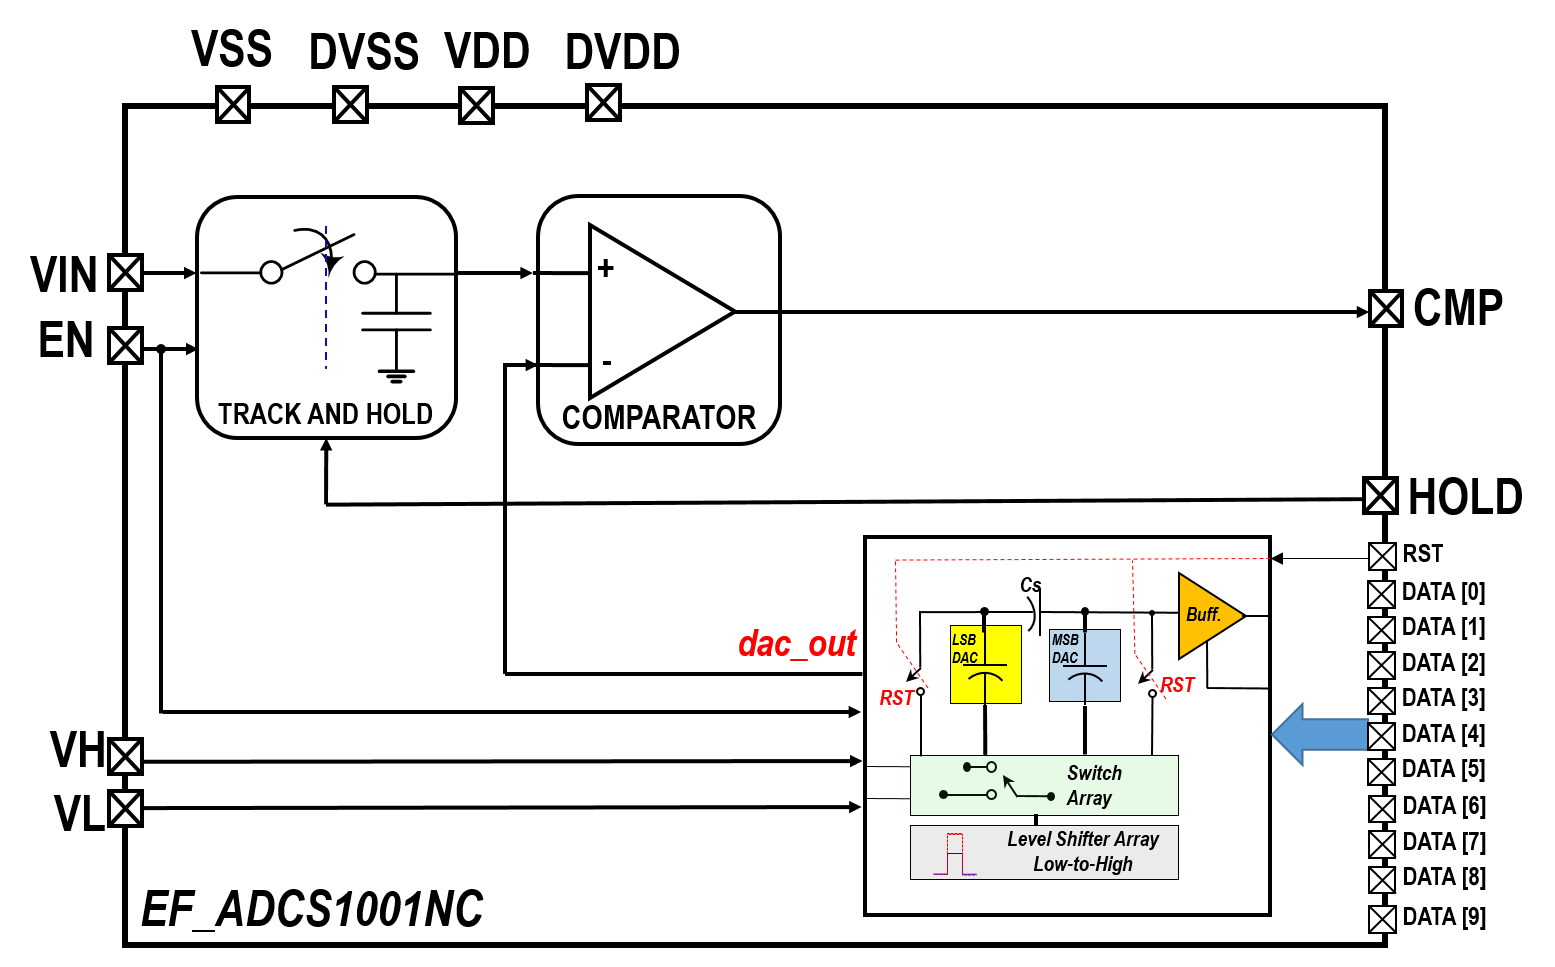 VSS
DVSS
VDD
DVDD
VIN
EN
+
-
TRACK AND HOLD
COMPARATOR
CMP
HOLD
RST
DATA [0]
DATA [1]
DATA [2]
DATA [3]
DATA [4]
DATA [5]
DATA [6]
DATA [7]
DATA [8]
DATA [9]
dac_out
Cs
LSB
DAC
MSB
DAC
Buff.
RST
RST
Switch
Array
Level Shifter Array
Low-to-High
VH
VL
EF_ADCS1001NC